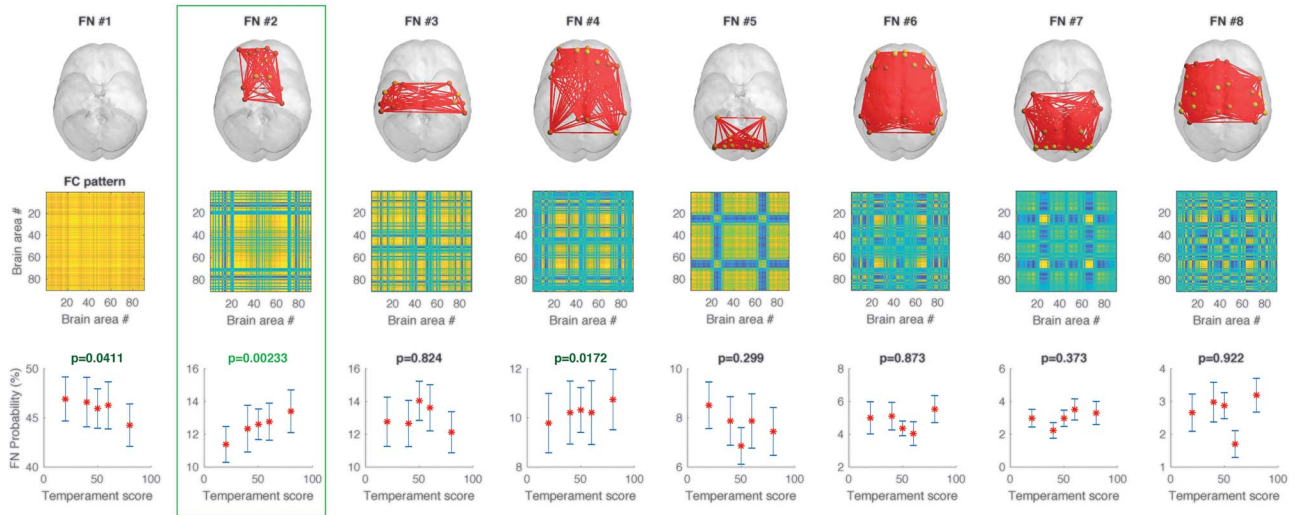 FN #1 FN #2 FN #3 FN #4 FN #5 FN #6 FN #7 FN #8
FC pattern
Brain area #
20 20 20 20 20 20 20 20
40 40 40 40 40 40 40 40
60 60 60 60 60 60 60 60
80 80 80 80 80 80 80 80
20 40 60 80 20 40 60 80 20 40 60 80 20 40 60 80 20 40 60 80 20 40 60 80 20 40 60 80 20 40 60 80
Brain area # Brain area # Brain area # Brain area # Brain area # Brain area # Brain area # Brain area #
p=0.0411 p=0.00233 p=0.824 p=0.0172 p=0.299 p=0.873 p=0.373 p=0.922
FN Probability (%)
50 16 16 12 10 8 6 4
45 14 14 10 8 6 4 3
12 12 4 2 2
40 10 10 8 6 2 0 1
0 50 100 0 50 100 0 50 100 0 50 100 0 50 100 0 50 100 0 50 100 0 50 100
Temperament score Temperament score Temperament score Temperament score Temperament score Temperament score Temperament score Temperament score